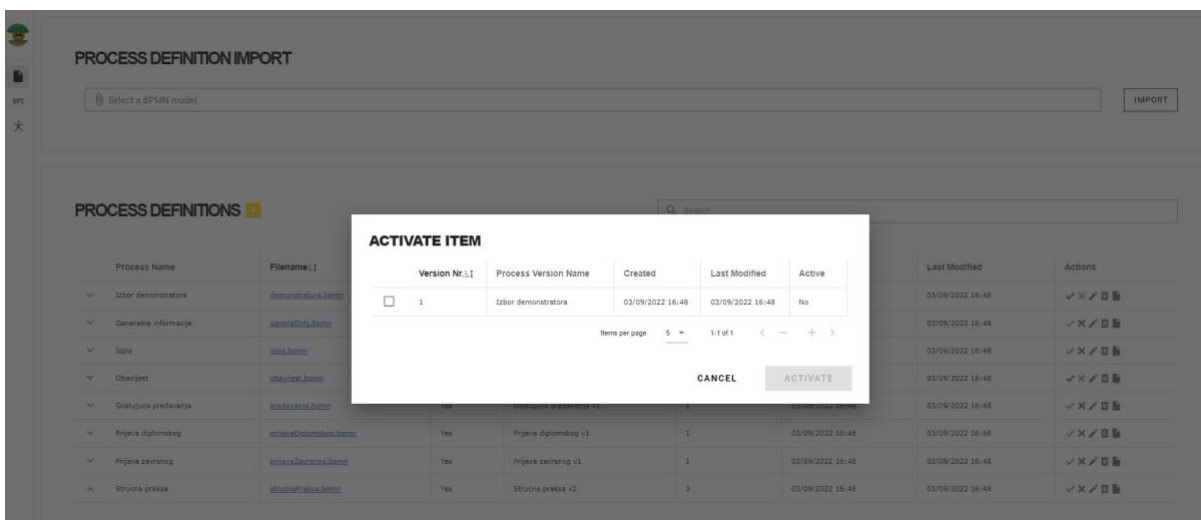 PROCESS DEFINITION IMPORT
API
Select a BPMN model
IMPORT
PROCESS DEFINITIONS +
Search
ACTIVATE ITEM
Version Nr. Process Version Name Created Last Modified Active
1 Izbor demonstratora 03/09/2022 16:48 03/09/2022 16:48 No
Items per page 5 1-1 of 1
CANCEL ACTIVATE
Process Name Filename Last Modified Actions
Izbor demonstratora demonstratura.bpmn 03/09/2022 16:48
Generalne informacije generalInfo.bpmn 03/09/2022 16:48
Ispis ispis.bpmn 03/09/2022 16:48
Obavijest obavijest.bpmn 03/09/2022 16:48
Gostujuce predavanja predavanja.bpmn Yes Gostujuce predavanja v1 1 03/09/2022 16:48 03/09/2022 16:48
Prijava diplomskog prijavaDiplomskog.bpmn Yes Prijava diplomskog v1 1 03/09/2022 16:48 03/09/2022 16:48
Prijava zavrsnog prijavaZavrsnog.bpmn Yes Prijava zavrsnog v1 1 03/09/2022 16:48 03/09/2022 16:48
Strucna praksa strucnaPraksa.bpmn Yes Strucna praksa v2 3 03/09/2022 16:48 03/09/2022 16:48